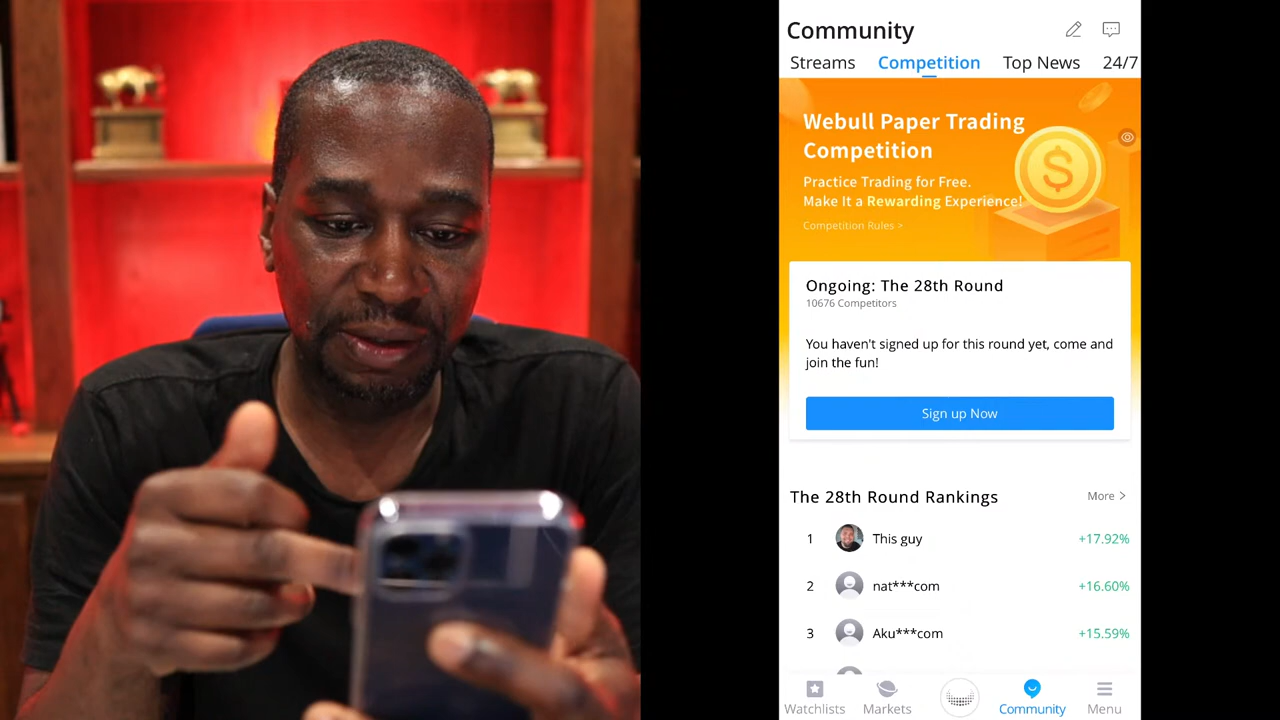 Community
Streams Competition Top News 24/7
Webull Paper Trading
Competition
Practice Trading for Free.
Make It a Rewarding Experience!
Competition Rules >
Ongoing: The 28th Round
10676 Competitors
You haven't signed up for this round yet, come and
join the fun!
Sign up Now
The 28th Round Rankings More >
1 This guy +17.92%
2 nat***com +16.60%
3 Aku***com +15.59%
Watchlists Markets Community Menu